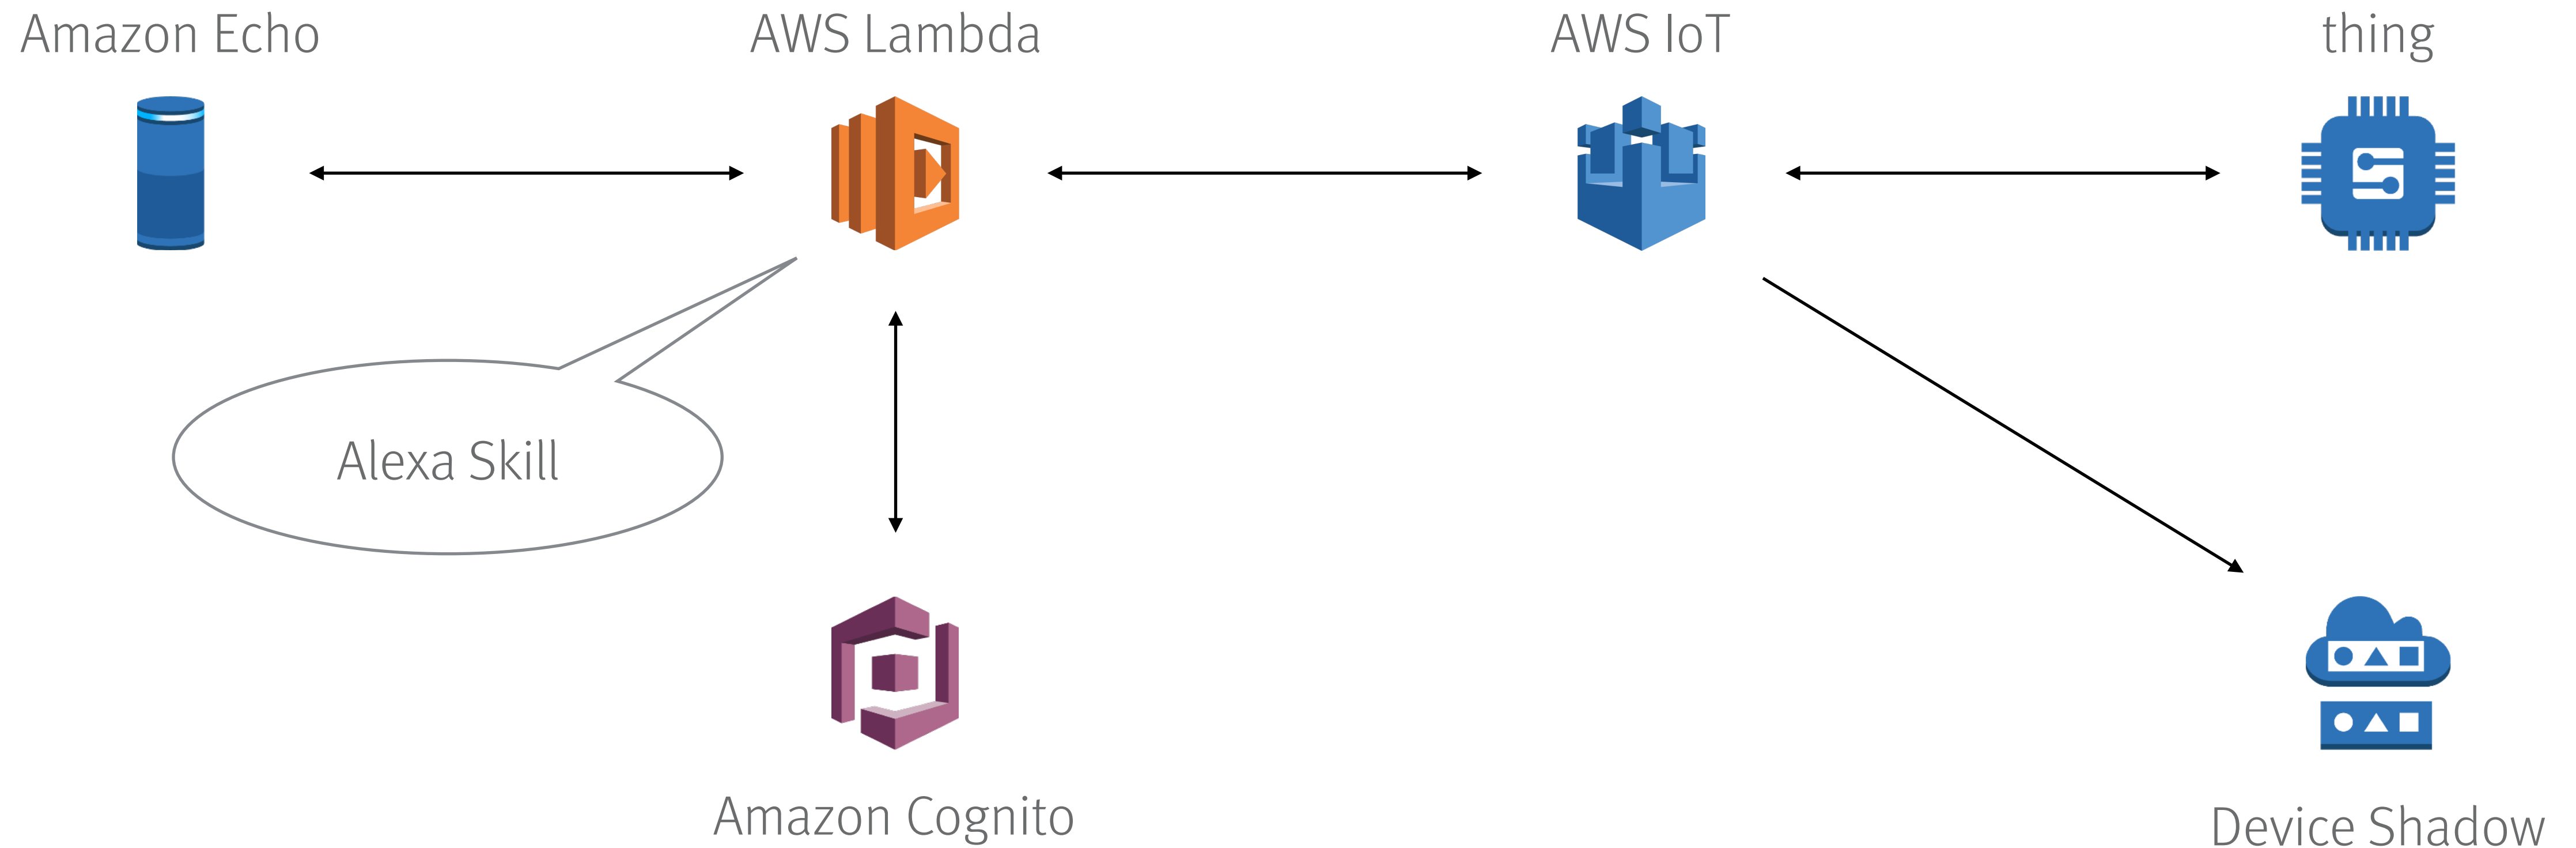 Amazon Echo
AWS Lambda
AWS IoT
thing
Alexa Skill
Amazon Cognito
Device Shadow